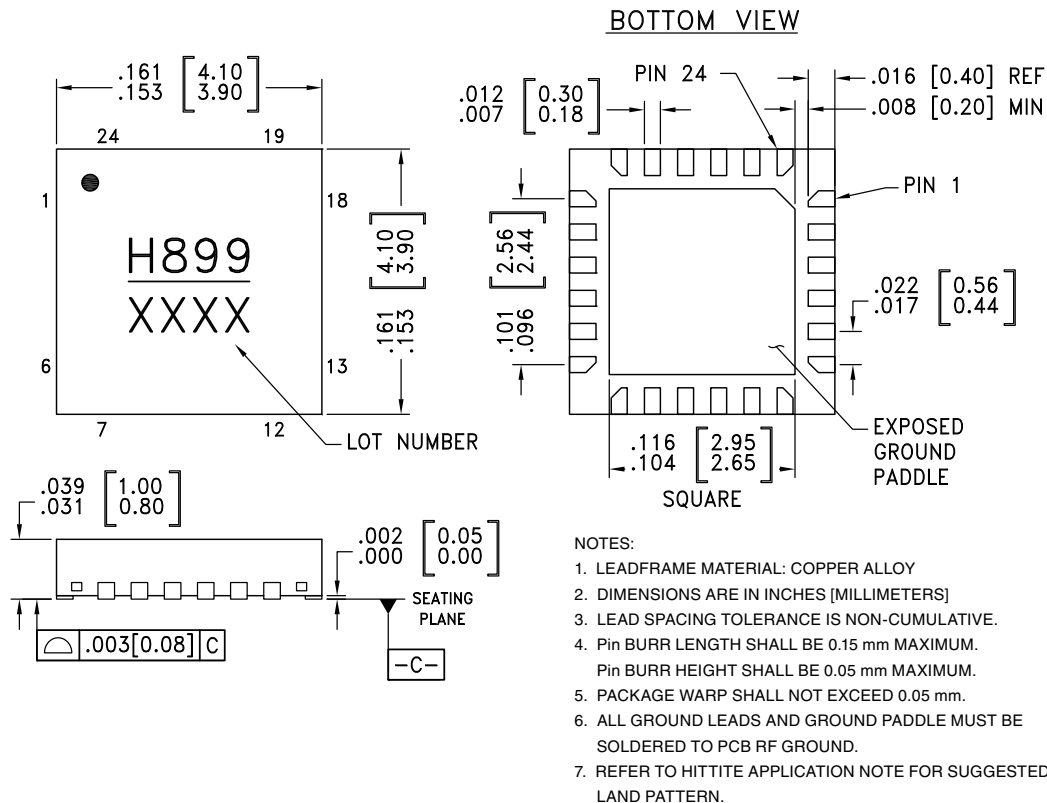 BOTTOM VIEW
.161 [4.10]
.153 [3.90]
24
19
1
18
H899
XXXX
6
13
7
12
LOT NUMBER
[4.10]
[3.90]
.161
.153
PIN 24
.016 [0.40] REF
.008 [0.20] MIN
.012 [0.30]
.007 [0.18]
PIN 1
[2.56]
[2.44]
.101
.096
.022 [0.56]
.017 [0.44]
EXPOSED
GROUND
PADDLE
.116 [2.95]
.104 [2.65]
SQUARE
.039 [1.00]
.031 [0.80]
.002 [0.05]
.000 [0.00]
SEATING
PLANE
.003[0.08] C
-C-
NOTES:
1. LEADFRAME MATERIAL: COPPER ALLOY
2. DIMENSIONS ARE IN INCHES [MILLIMETERS]
3. LEAD SPACING TOLERANCE IS NON-CUMULATIVE.
4. Pin BURR LENGTH SHALL BE 0.15 mm MAXIMUM.
Pin BURR HEIGHT SHALL BE 0.05 mm MAXIMUM.
5. PACKAGE WARP SHALL NOT EXCEED 0.05 mm.
6. ALL GROUND LEADS AND GROUND PADDLE MUST BE
SOLDERED TO PCB RF GROUND.
7. REFER TO HITTITE APPLICATION NOTE FOR SUGGESTED
LAND PATTERN.